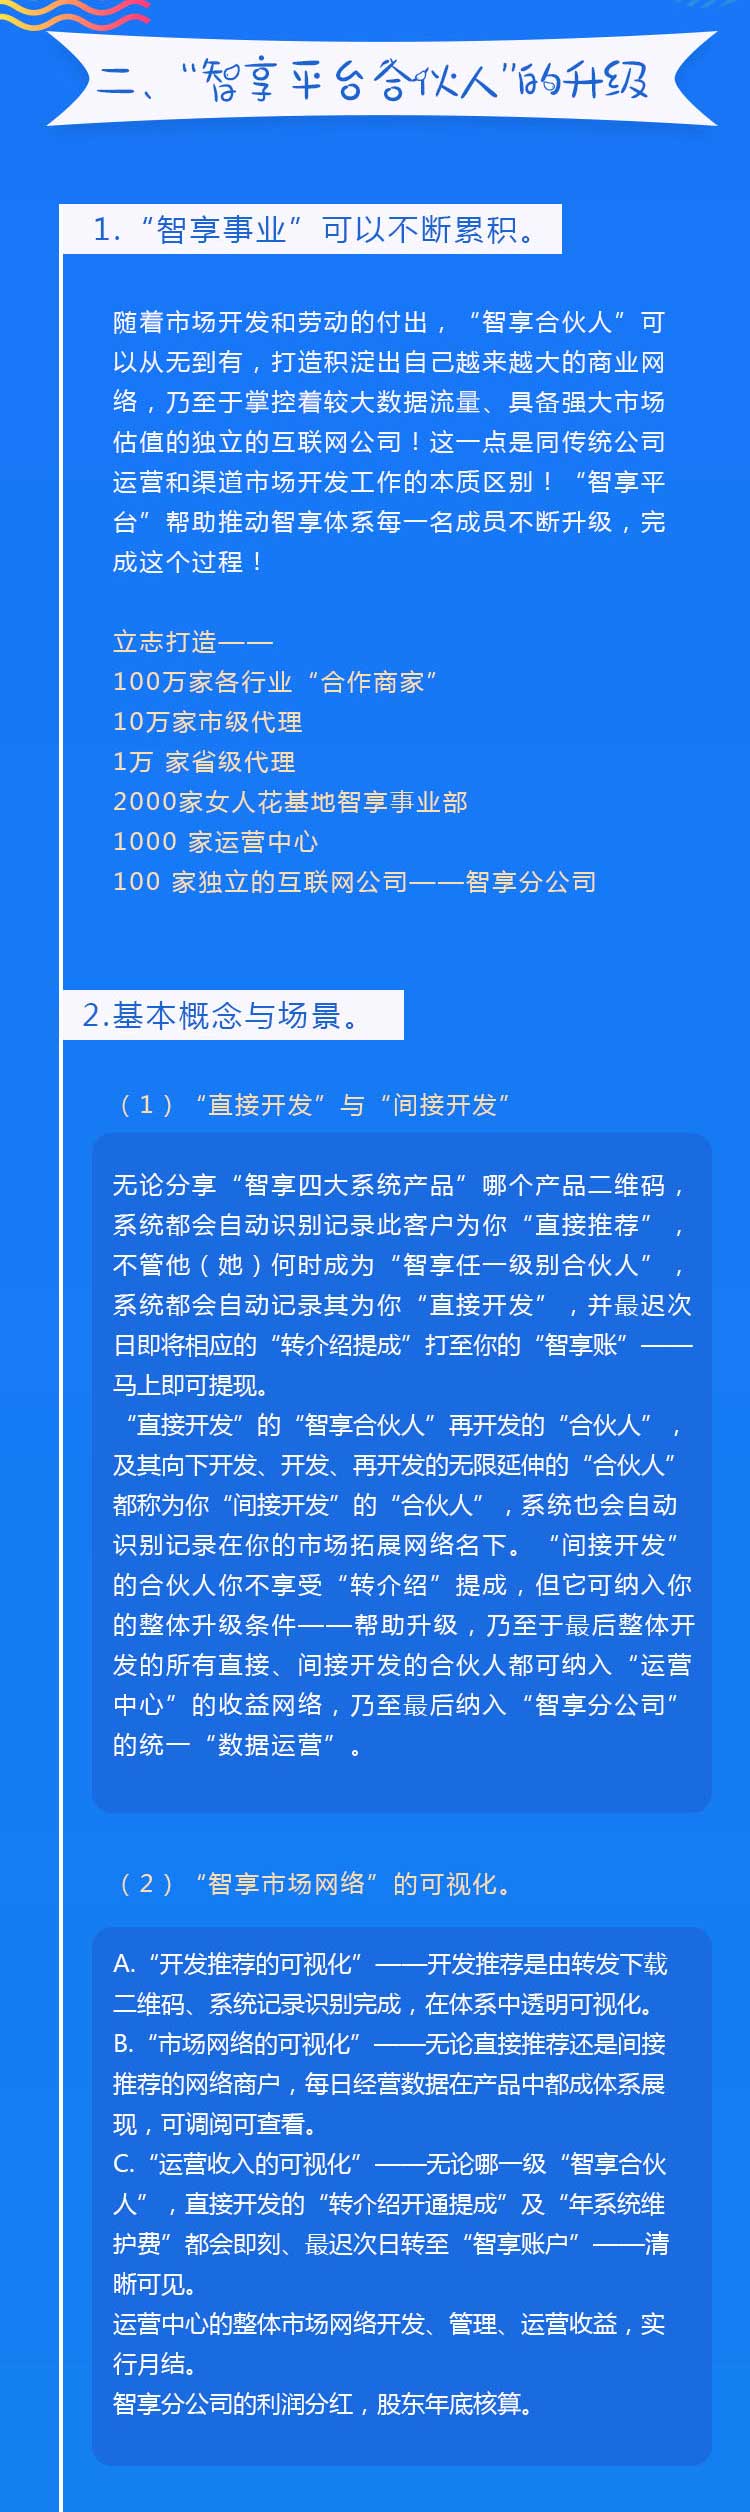 二、“智享平台合伙人”的升级
1.“智享事业”可以不断累积。
随着市场开发和劳动的付出，“智享合伙人”可
以从无到有，打造积淀出自己越来越大的商业网
络，乃至于掌控着较大数据流量、具备强大市场
估值的独立的互联网公司！这一点是同传统公司
运营和渠道市场开发工作的本质区别！“智享平
台”帮助推动智享体系每一名成员不断升级，完
成这个过程！
立志打造——
100万家各行业“合作商家”
10万家市级代理
1万 家省级代理
2000家女人花基地智享事业部
1000 家运营中心
100 家独立的互联网公司——智享分公司
2.基本概念与场景。
（1）“直接开发”与“间接开发”
无论分享“智享四大系统产品”哪个产品二维码，
系统都会自动识别记录此客户为你“直接推荐”，
不管他（她）何时成为“智享任一级别合伙人”，
系统都会自动记录其为你“直接开发”，并最迟次
日即将相应的“转介绍提成”打至你的“智享账”——
马上即可提现。
“直接开发”的“智享合伙人”再开发的“合伙人”，
及其向下开发、开发、再开发的无限延伸的“合伙人”
都称为你“间接开发”的“合伙人”，系统也会自动
识别记录在你的市场拓展网络名下。“间接开发”
的合伙人你不享受“转介绍”提成，但它可纳入你
的整体升级条件——帮助升级，乃至于最后整体开
发的所有直接、间接开发的合伙人都可纳入“运营
中心”的收益网络，乃至最后纳入“智享分公司”
的统一“数据运营”。
（2）“智享市场网络”的可视化。
A.“开发推荐的可视化”——开发推荐是由转发下载
二维码、系统记录识别完成，在体系中透明可视化。
B.“市场网络的可视化”——无论直接推荐还是间接
推荐的网络商户，每日经营数据在产品中都成体系展
现，可调阅可查看。
C.“运营收入的可视化”——无论哪一级“智享合伙
人”，直接开发的“转介绍开通提成”及“年系统维
护费”都会即刻、最迟次日转至“智享账户”——清
晰可见。
运营中心的整体市场网络开发、管理、运营收益，实
行月结。
智享分公司的利润分红，股东年底核算。